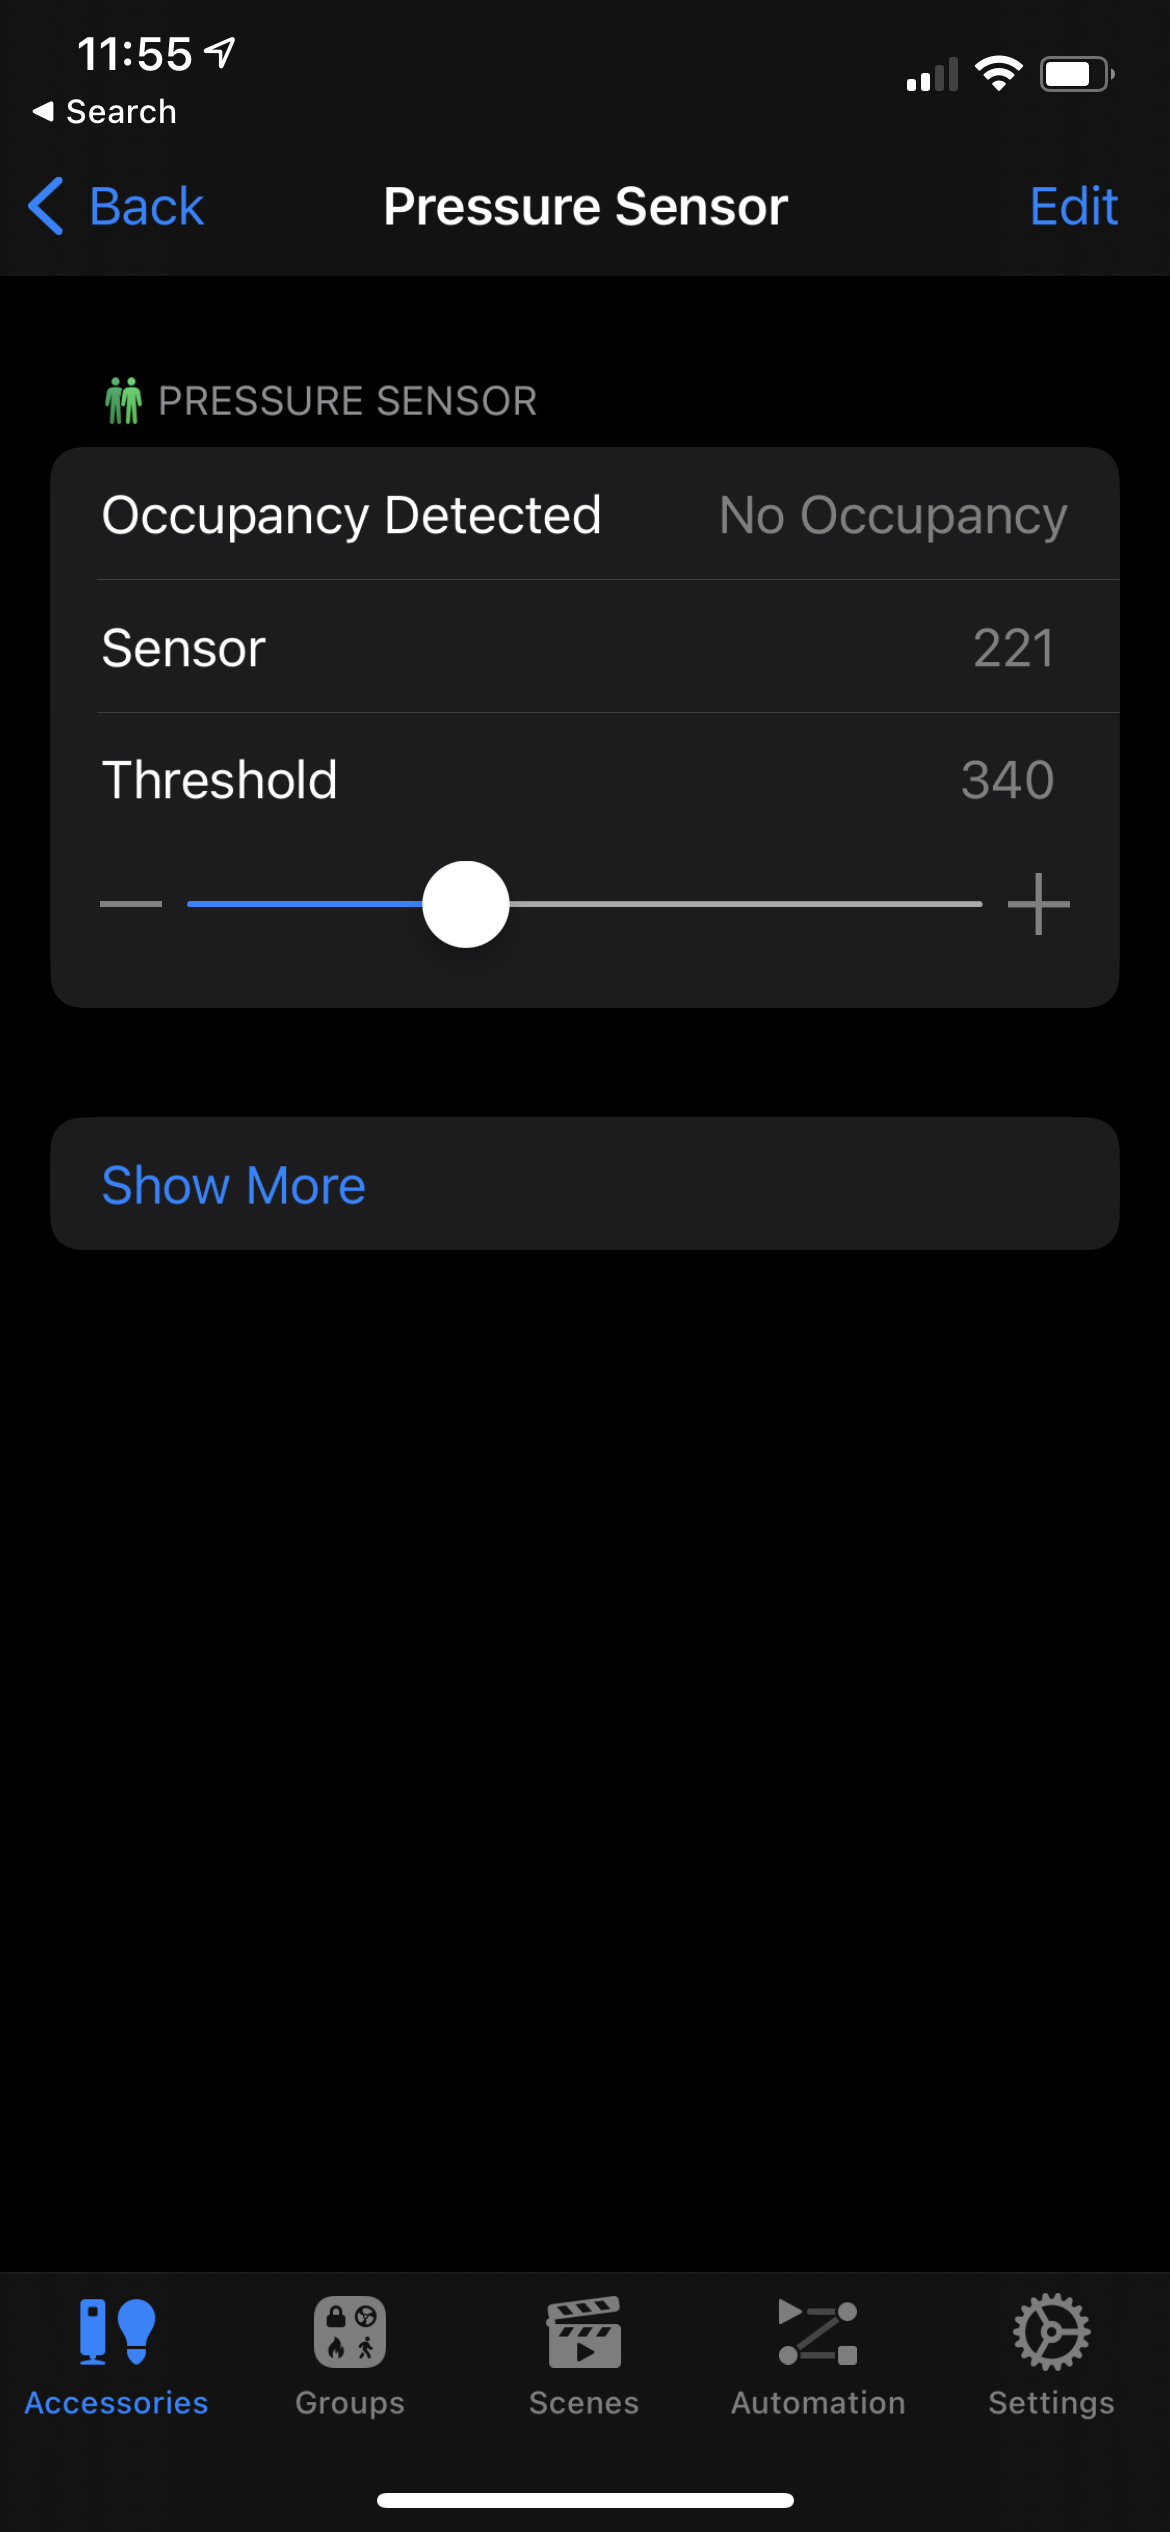 11:55
Search
Back
Pressure Sensor
Edit
PRESSURE SENSOR
Occupancy Detected
No Occupancy
Sensor
221
Threshold
340
Show More
Accessories
Groups
Scenes
Automation
Settings